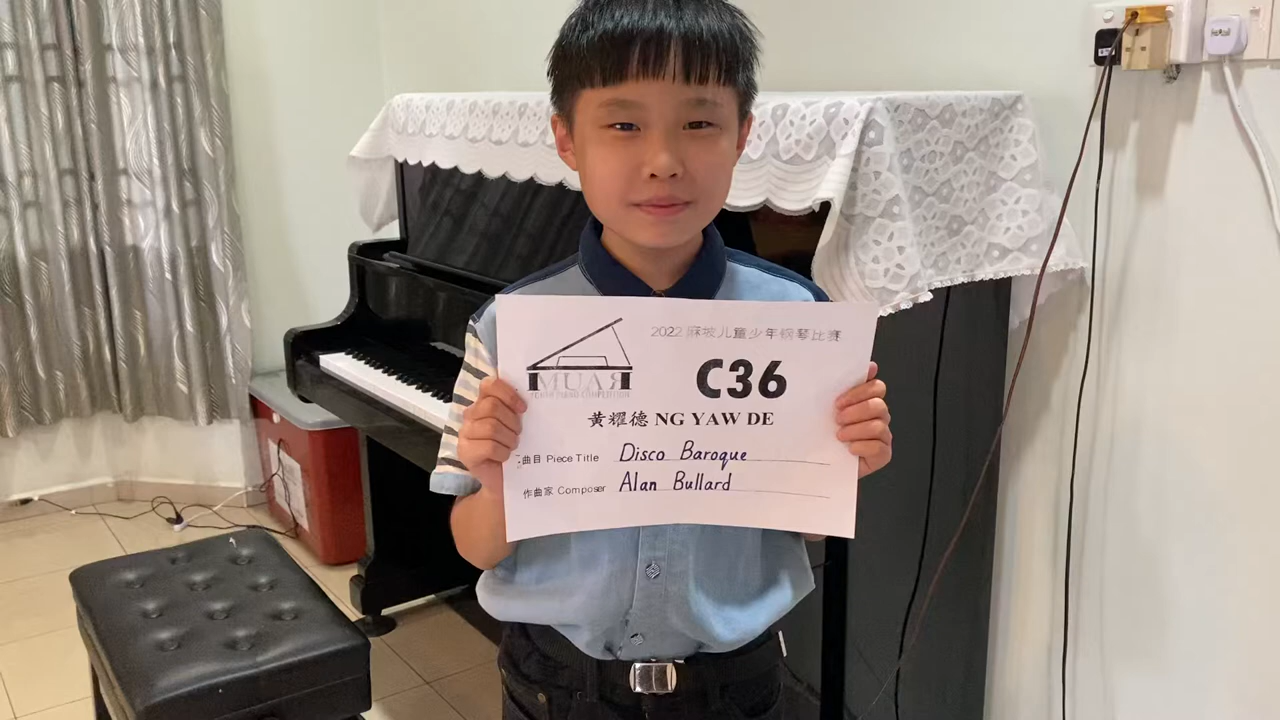 2022 麻坡儿童少年钢琴比赛
MUAR
C36
黄耀德 NG YAW DE
曲目 Piece Title Disco Baroque
作曲家 Composer Alan Bullard